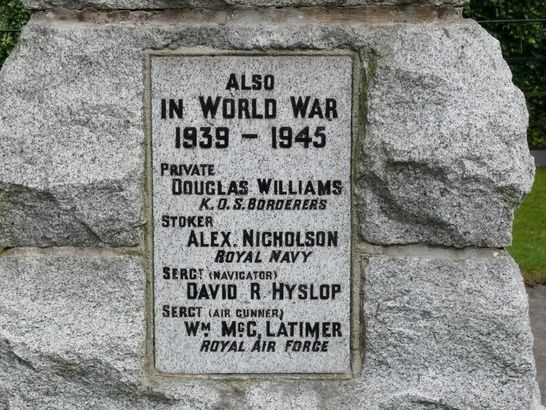 ALSO
IN WORLD WAR
1939 - 1945
PRIVATE
DOUGLAS WILLIAMS
K.O.S. BORDERERS
STOKER
ALEX. NICHOLSON
ROYAL NAVY
SERGT (NAVIGATOR)
DAVID R HYSLOP
SERGT (AIR GUNNER)
WM McC. LATIMER
ROYAL AIR FORCE